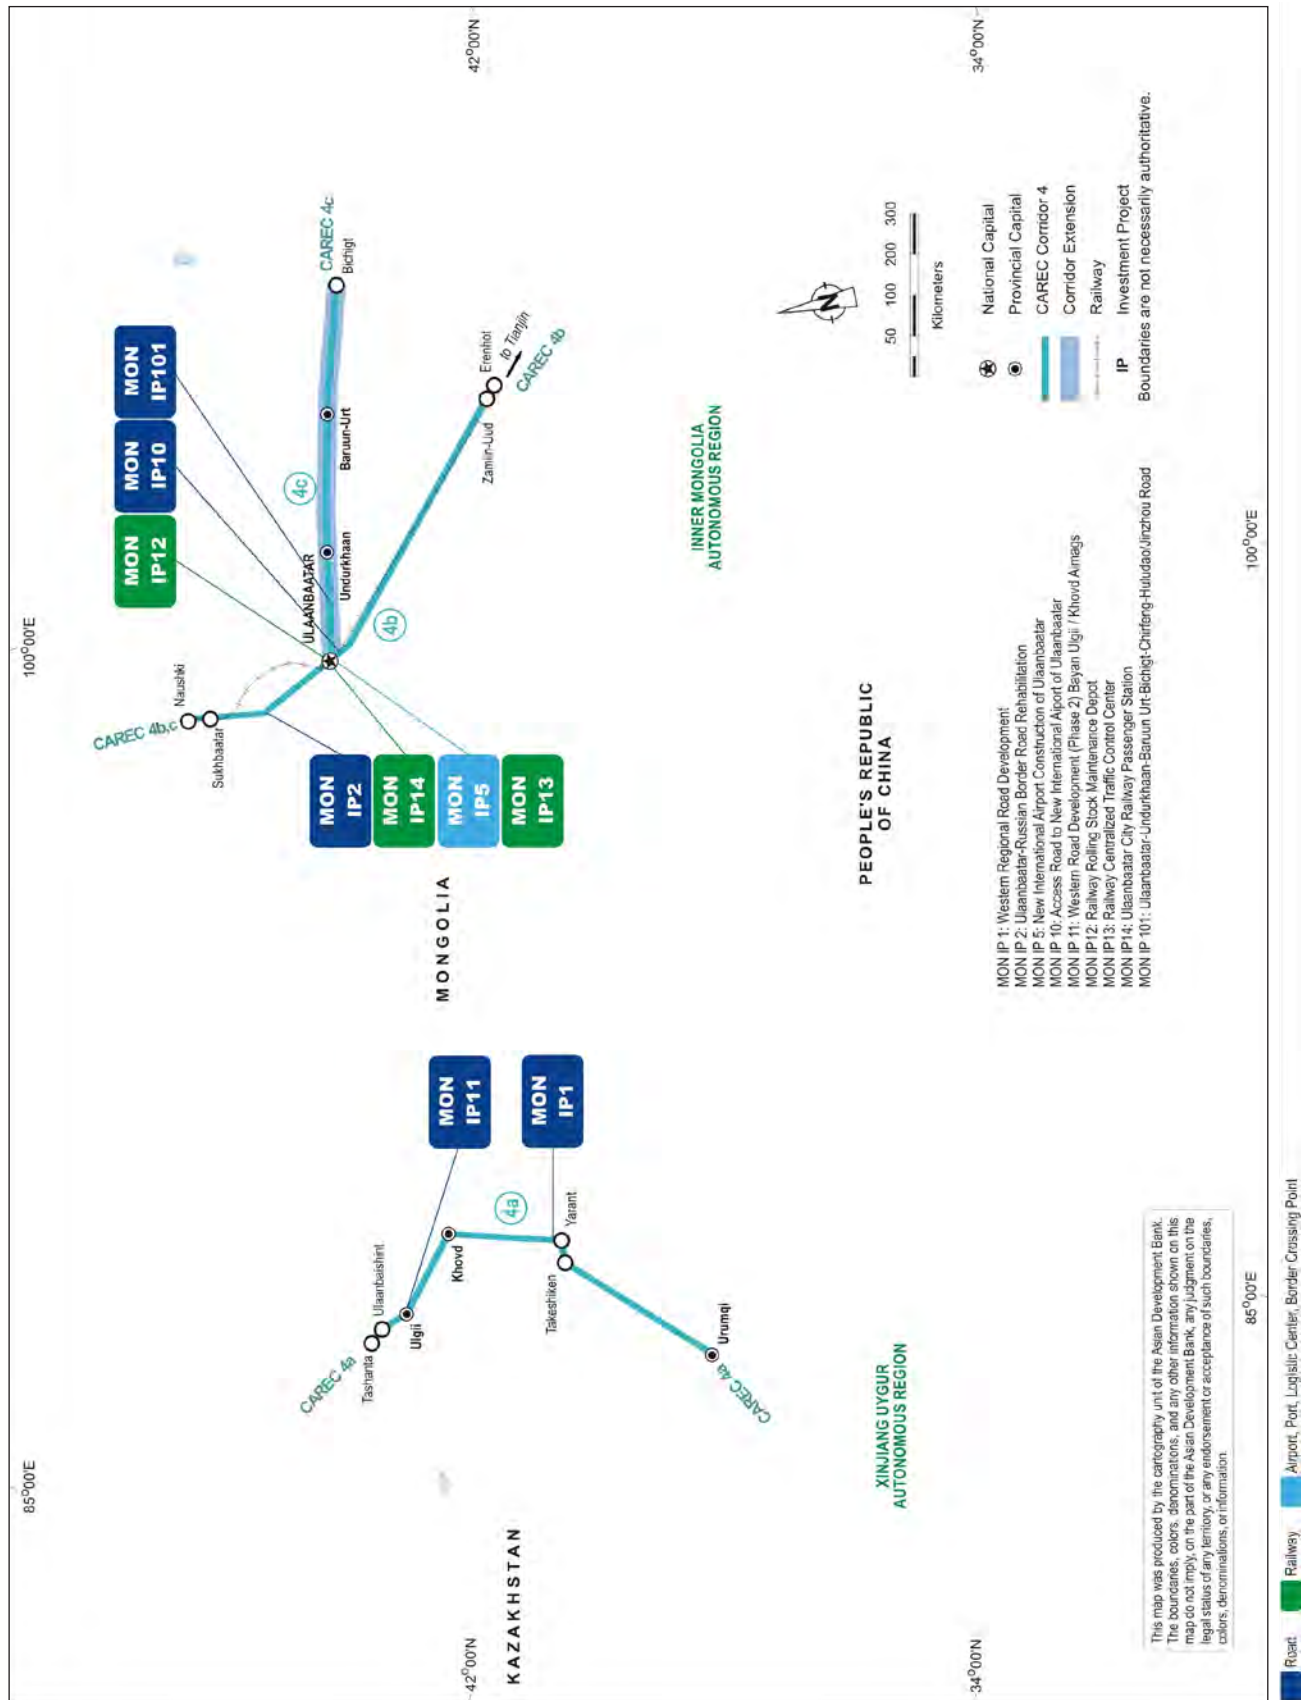 85°00'E
100°00'E
CAREC 4b,c
Naushki
Sukhbaatar
MON
IP12
MON
IP10
MON
IP101
CAREC 4a
Tashanta
Ulaanbaishint
Ulgii
Khovd
4a
Takeshiken
Yarant
Urumqi
CAREC 4a
MON
IP11
MON
IP1
MON
IP2
MON
IP14
MON
IP5
MON
IP13
ULAANBAATAR
Undurkhaan
4c
Baruun-Urt
CAREC 4c
Bichigt
4b
Zamiin-Uud
Erenhot
to Tianjin
CAREC 4b
MONGOLIA
KAZAKHSTAN
42°00'N
42°00'N
INNER MONGOLIA
AUTONOMOUS REGION
XINJIANG UYGUR
AUTONOMOUS REGION
PEOPLE'S REPUBLIC
OF CHINA
N
50 100 200 300
Kilometers
National Capital
Provincial Capital
CAREC Corridor 4
Corridor Extension
Railway
IP Investment Project
Boundaries are not necessarily authoritative.
34°00'N
34°00'N
MON IP 1: Western Regional Road Development
MON IP 2: Ulaanbaatar-Russian Border Road Rehabilitation
MON IP 5: New International Airport Construction of Ulaanbaatar
MON IP 10: Access Road to New International Aiport of Ulaanbaatar
MON IP 11: Western Road Development (Phase 2) Bayan Ulgii / Khovd Aimags
MON IP12: Railway Rolling Stock Maintenance Depot
MON IP13: Railway Centralized Traffic Control Center
MON IP14: Ulaanbaatar City Railway Passenger Station
MON IP 101: Ulaanbaatar-Undurkhaan-Baruun Urt-Bichigt-Chirfeng-Huludao/Jinzhou Road
This map was produced by the cartography unit of the Asian Development Bank.
The boundaries, colors, denominations, and any other information shown on this
map do not imply, on the part of the Asian Development Bank, any judgment on the
legal status of any territory, or any endorsement or acceptance of such boundaries,
colors, denominations, or information.
85°00'E
100°00'E
Road
Railway
Airport, Port, Logistic Center, Border Crossing Point